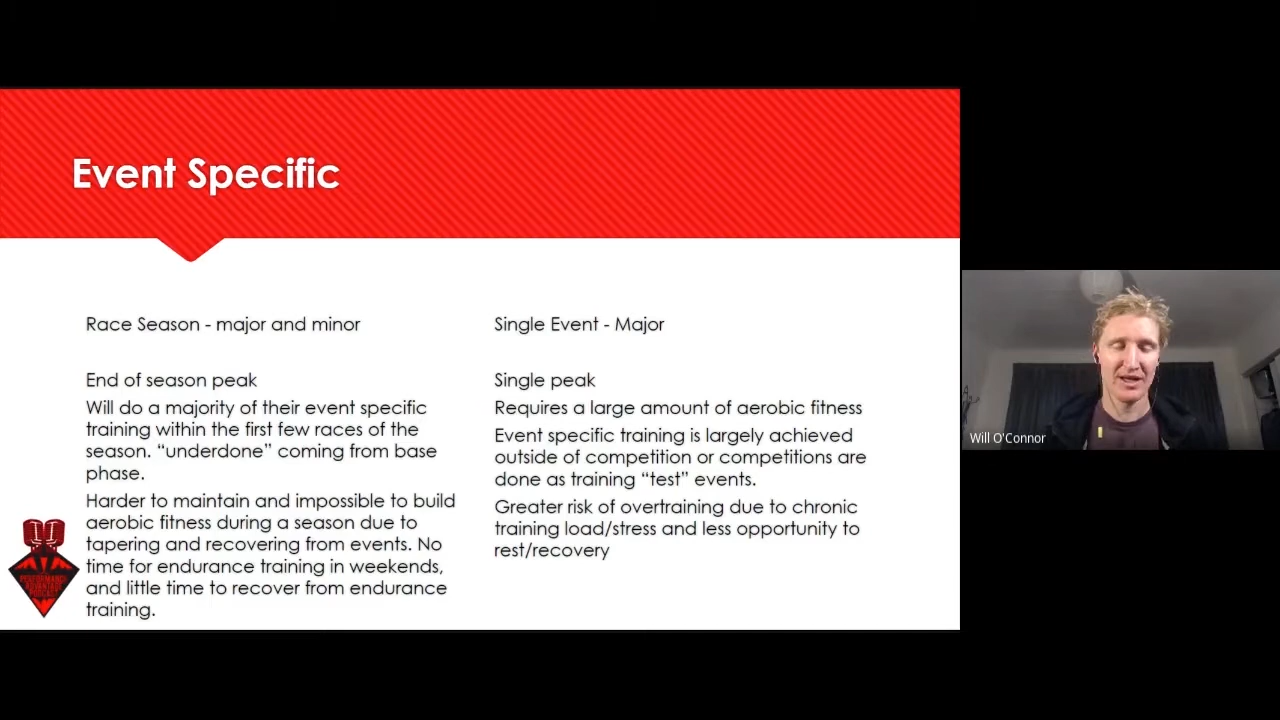 Event Specific
Race Season - major and minor
End of season peak
Will do a majority of their event specific
training within the first few races of the
season. “underdone” coming from base
phase.
Harder to maintain and impossible to build
aerobic fitness during a season due to
tapering and recovering from events. No
time for endurance training in weekends,
and little time to recover from endurance
training.
Single Event - Major
Single peak
Requires a large amount of aerobic fitness
Event specific training is largely achieved
outside of competition or competitions are
done as training “test” events.
Greater risk of overtraining due to chronic
training load/stress and less opportunity to
rest/recovery
PERFORMANCE
ADVANTAGE
PODCAST
Will O'Connor